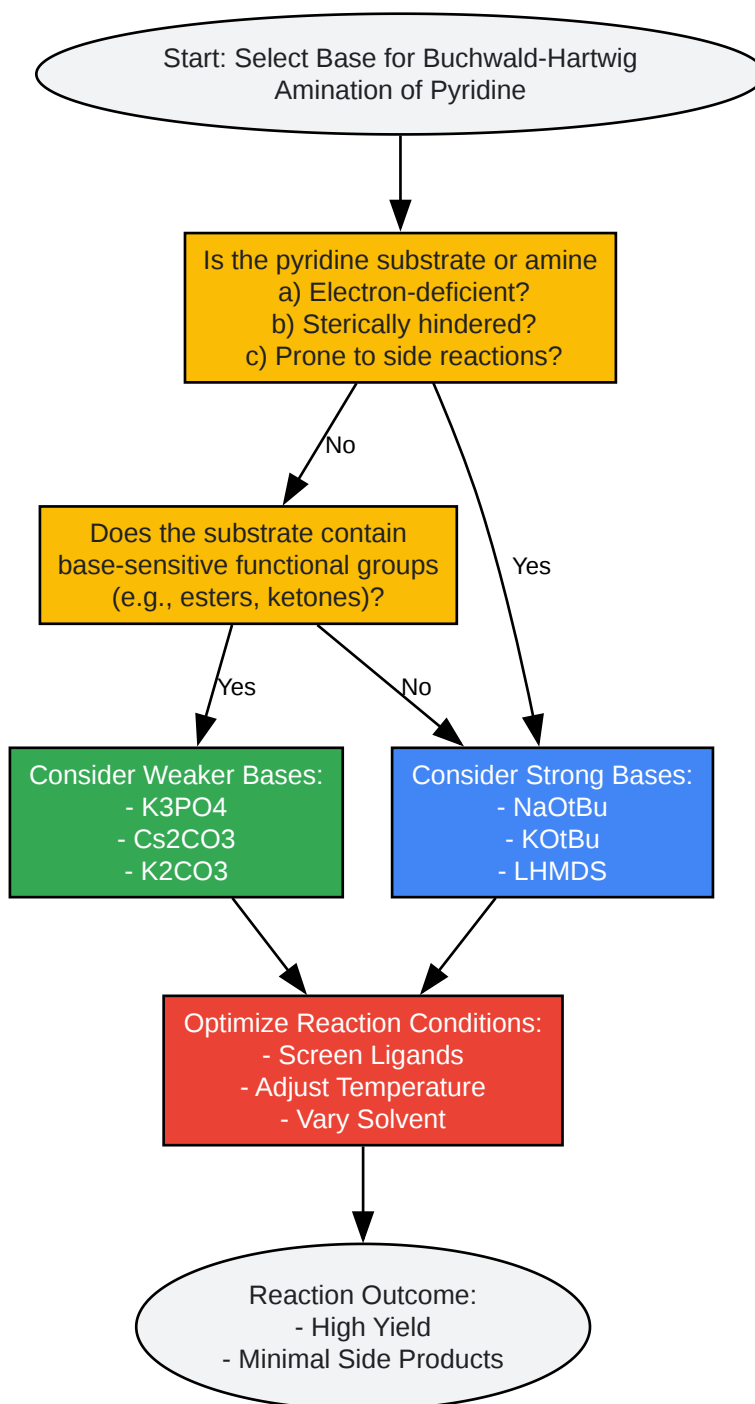 Start: Select Base for Buchwald-Hartwig
Amination of Pyridine
Is the pyridine substrate or amine
a) Electron-deficient?
b) Sterically hindered?
c) Prone to side reactions?
No
Yes
Does the substrate contain
base-sensitive functional groups
(e.g., esters, ketones)?
Yes
No
Consider Weaker Bases:
- K3PO4
- Cs2CO3
- K2CO3
Consider Strong Bases:
- NaOtBu
- KOtBu
- LHMDS
Optimize Reaction Conditions:
- Screen Ligands
- Adjust Temperature
- Vary Solvent
Reaction Outcome:
- High Yield
- Minimal Side Products